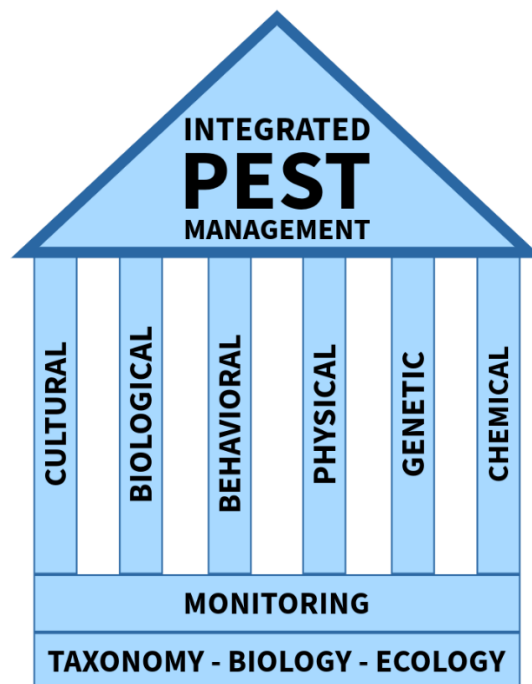 INTEGRATED
PEST
MANAGEMENT
CULTURAL
BIOLOGICAL
BEHAVIORAL
PHYSICAL
GENETIC
CHEMICAL
MONITORING
TAXONOMY - BIOLOGY - ECOLOGY